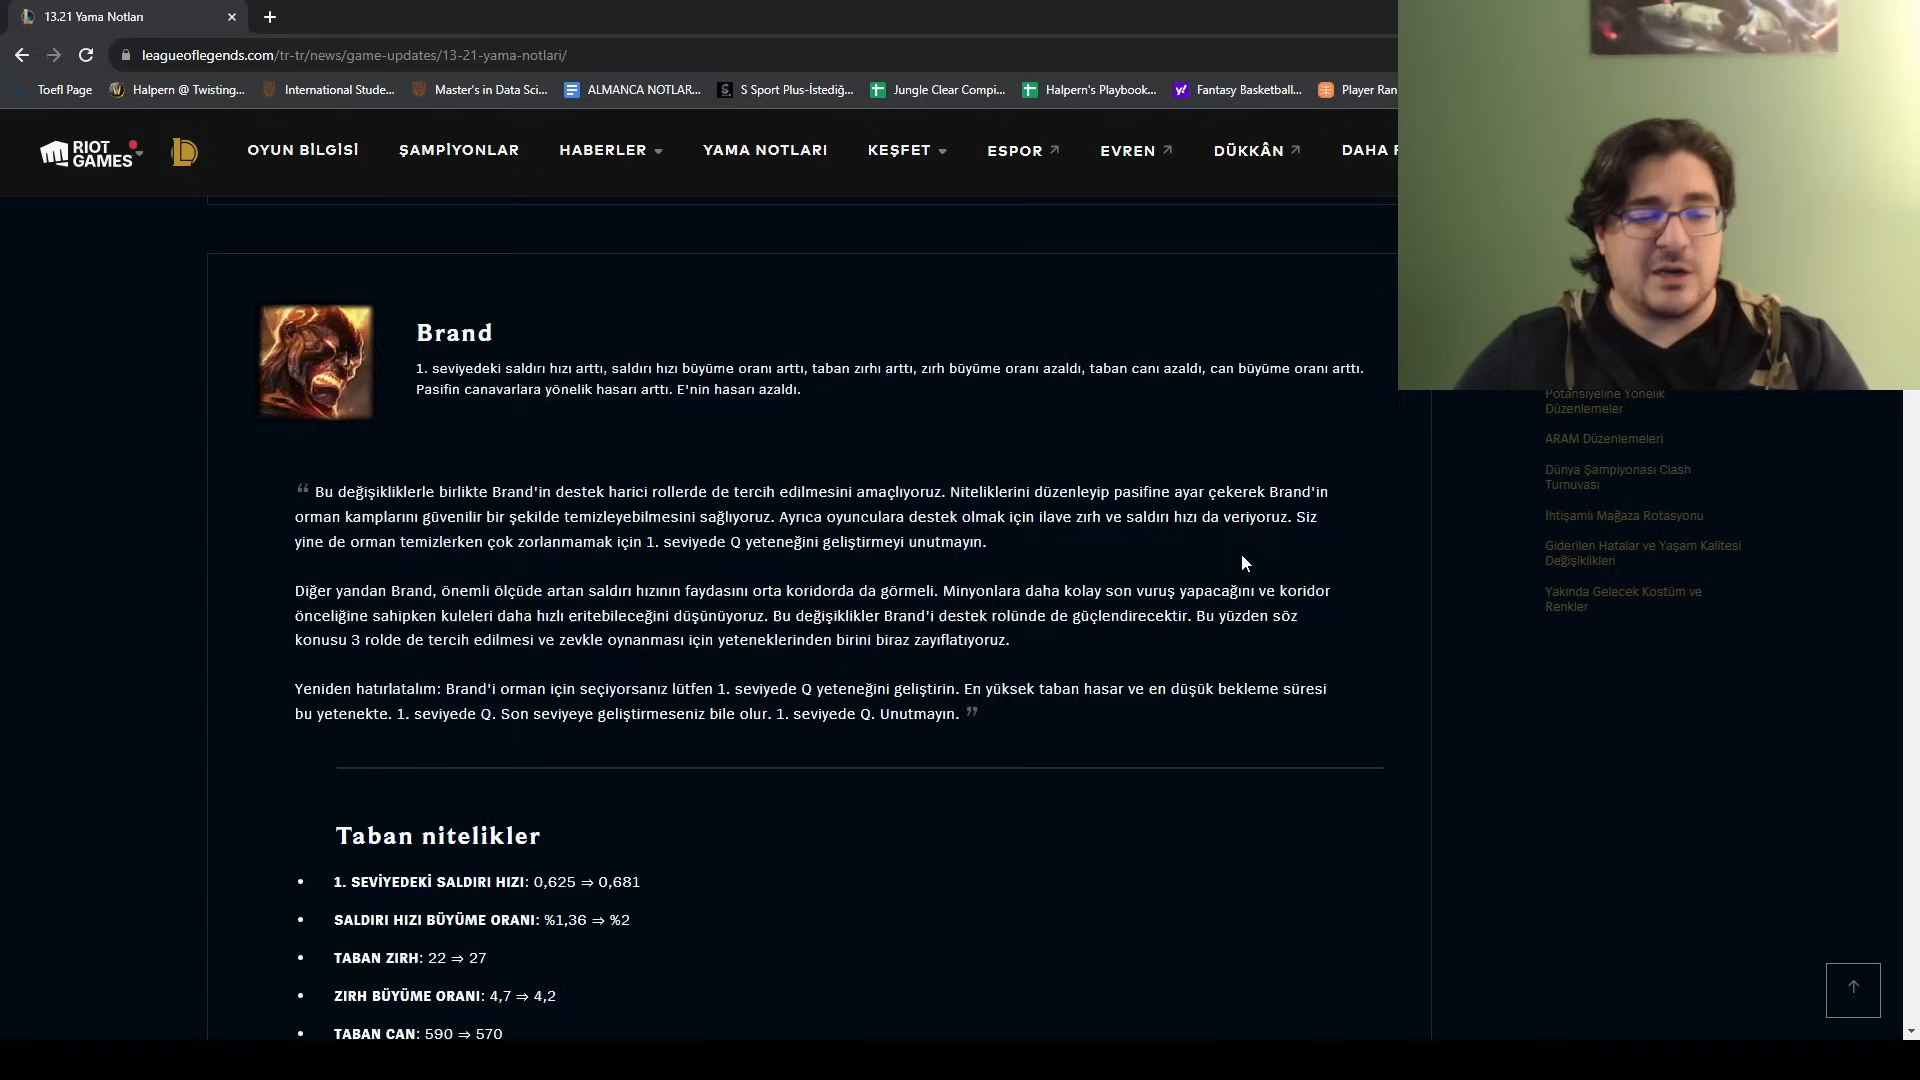 13.21 Yama Notları
leagueoflegends.com/tr-tr/news/game-updates/13-21-yama-notlari/
Toefl Page
Halpern @ Twisting...
International Stude...
Master's in Data Sci...
ALMANCA NOTLAR...
S Sport Plus-İstediğ...
Jungle Clear Compi...
Halpern's Playbook...
Fantasy Basketball...
Player Ran
RIOT GAMES
OYUN BİLGİSİ
ŞAMPİYONLAR
HABERLER
YAMA NOTLARI
KEŞFET
ESPOR
EVREN
DÜKKÂN
DAHA F
Brand
1. seviyedeki saldırı hızı arttı, saldırı hızı büyüme oranı arttı, taban zırhı arttı, zırh büyüme oranı azaldı, taban canı azaldı, can büyüme oranı arttı.
Pasifin canavarlara yönelik hasarı arttı. E'nin hasarı azaldı.
“ Bu değişikliklerle birlikte Brand'in destek harici rollerde de tercih edilmesini amaçlıyoruz. Niteliklerini düzenleyip pasifine ayar çekerek Brand'in
orman kamplarını güvenilir bir şekilde temizleyebilmesini sağlıyoruz. Ayrıca oyunculara destek olmak için ilave zırh ve saldırı hızı da veriyoruz. Siz
yine de orman temizlerken çok zorlanmamak için 1. seviyede Q yeteneğini geliştirmeyi unutmayın.
Diğer yandan Brand, önemli ölçüde artan saldırı hızının faydasını orta koridorda da görmeli. Minyonlara daha kolay son vuruş yapacağını ve koridor
önceliğine sahipken kuleleri daha hızlı eritebileceğini düşünüyoruz. Bu değişiklikler Brand'i destek rolünde de güçlendirecektir. Bu yüzden söz
konusu 3 rolde de tercih edilmesi ve zevkle oynanması için yeteneklerinden birini biraz zayıflatıyoruz.
Yeniden hatırlatalım: Brand'i orman için seçiyorsanız lütfen 1. seviyede Q yeteneğini geliştirin. En yüksek taban hasar ve en düşük bekleme süresi
bu yetenekte. 1. seviyede Q. Son seviyeye geliştirmeseniz bile olur. 1. seviyede Q. Unutmayın. ”
Taban nitelikler
• 1. SEVİYEDEKİ SALDIRI HIZI: 0,625 ⇒ 0,681
• SALDIRI HIZI BÜYÜME ORANI: %1,36 ⇒ %2
• TABAN ZIRH: 22 ⇒ 27
• ZIRH BÜYÜME ORANI: 4,7 ⇒ 4,2
• TABAN CAN: 590 ⇒ 570
Potansiyeline Yönelik
Düzenlemeler
ARAM Düzenlemeleri
Dünya Şampiyonası Clash
Turnuvası
İhtişamlı Mağaza Rotasyonu
Giderilen Hatalar ve Yaşam Kalitesi
Değişiklikleri
Yakında Gelecek Kostüm ve
Renkler